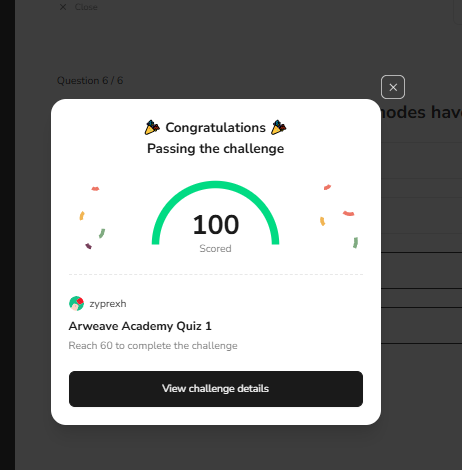 Close
Question 6 / 6
nodes hav
Congratulations
Passing the challenge
100
Scored
zyprexh
Arweave Academy Quiz 1
Reach 60 to complete the challenge
View challenge details